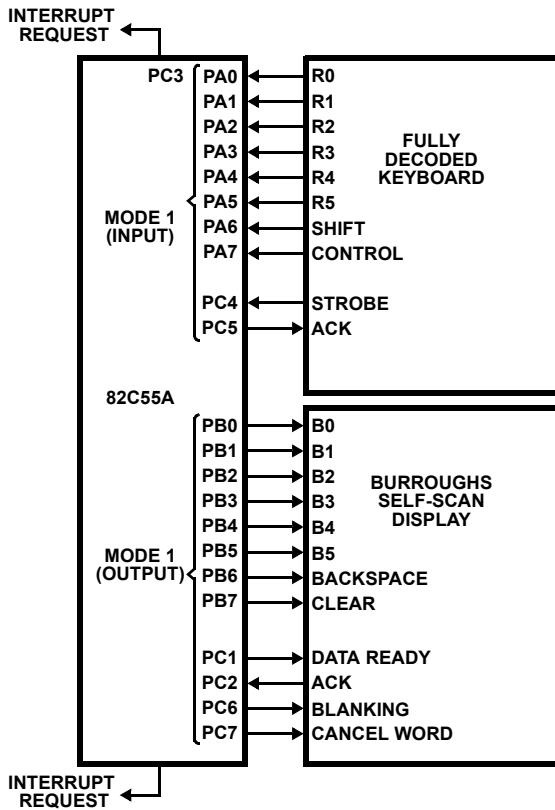 INTERRUPT
REQUEST
PC3 PA0 R0
PA1 R1
PA2 R2
PA3 R3
PA4 R4
PA5 R5
PA6 SHIFT
PA7 CONTROL
MODE 1
(INPUT)
FULLY
DECODED
KEYBOARD
PC4 STROBE
PC5 ACK
82C55A
PB0 B0
PB1 B1
PB2 B2
PB3 B3
PB4 B4
PB5 B5
PB6 BACKSPACE
PB7 CLEAR
MODE 1
(OUTPUT)
BURROUGHS
SELF-SCAN
DISPLAY
PC1 DATA READY
PC2 ACK
PC6 BLANKING
PC7 CANCEL WORD
INTERRUPT
REQUEST